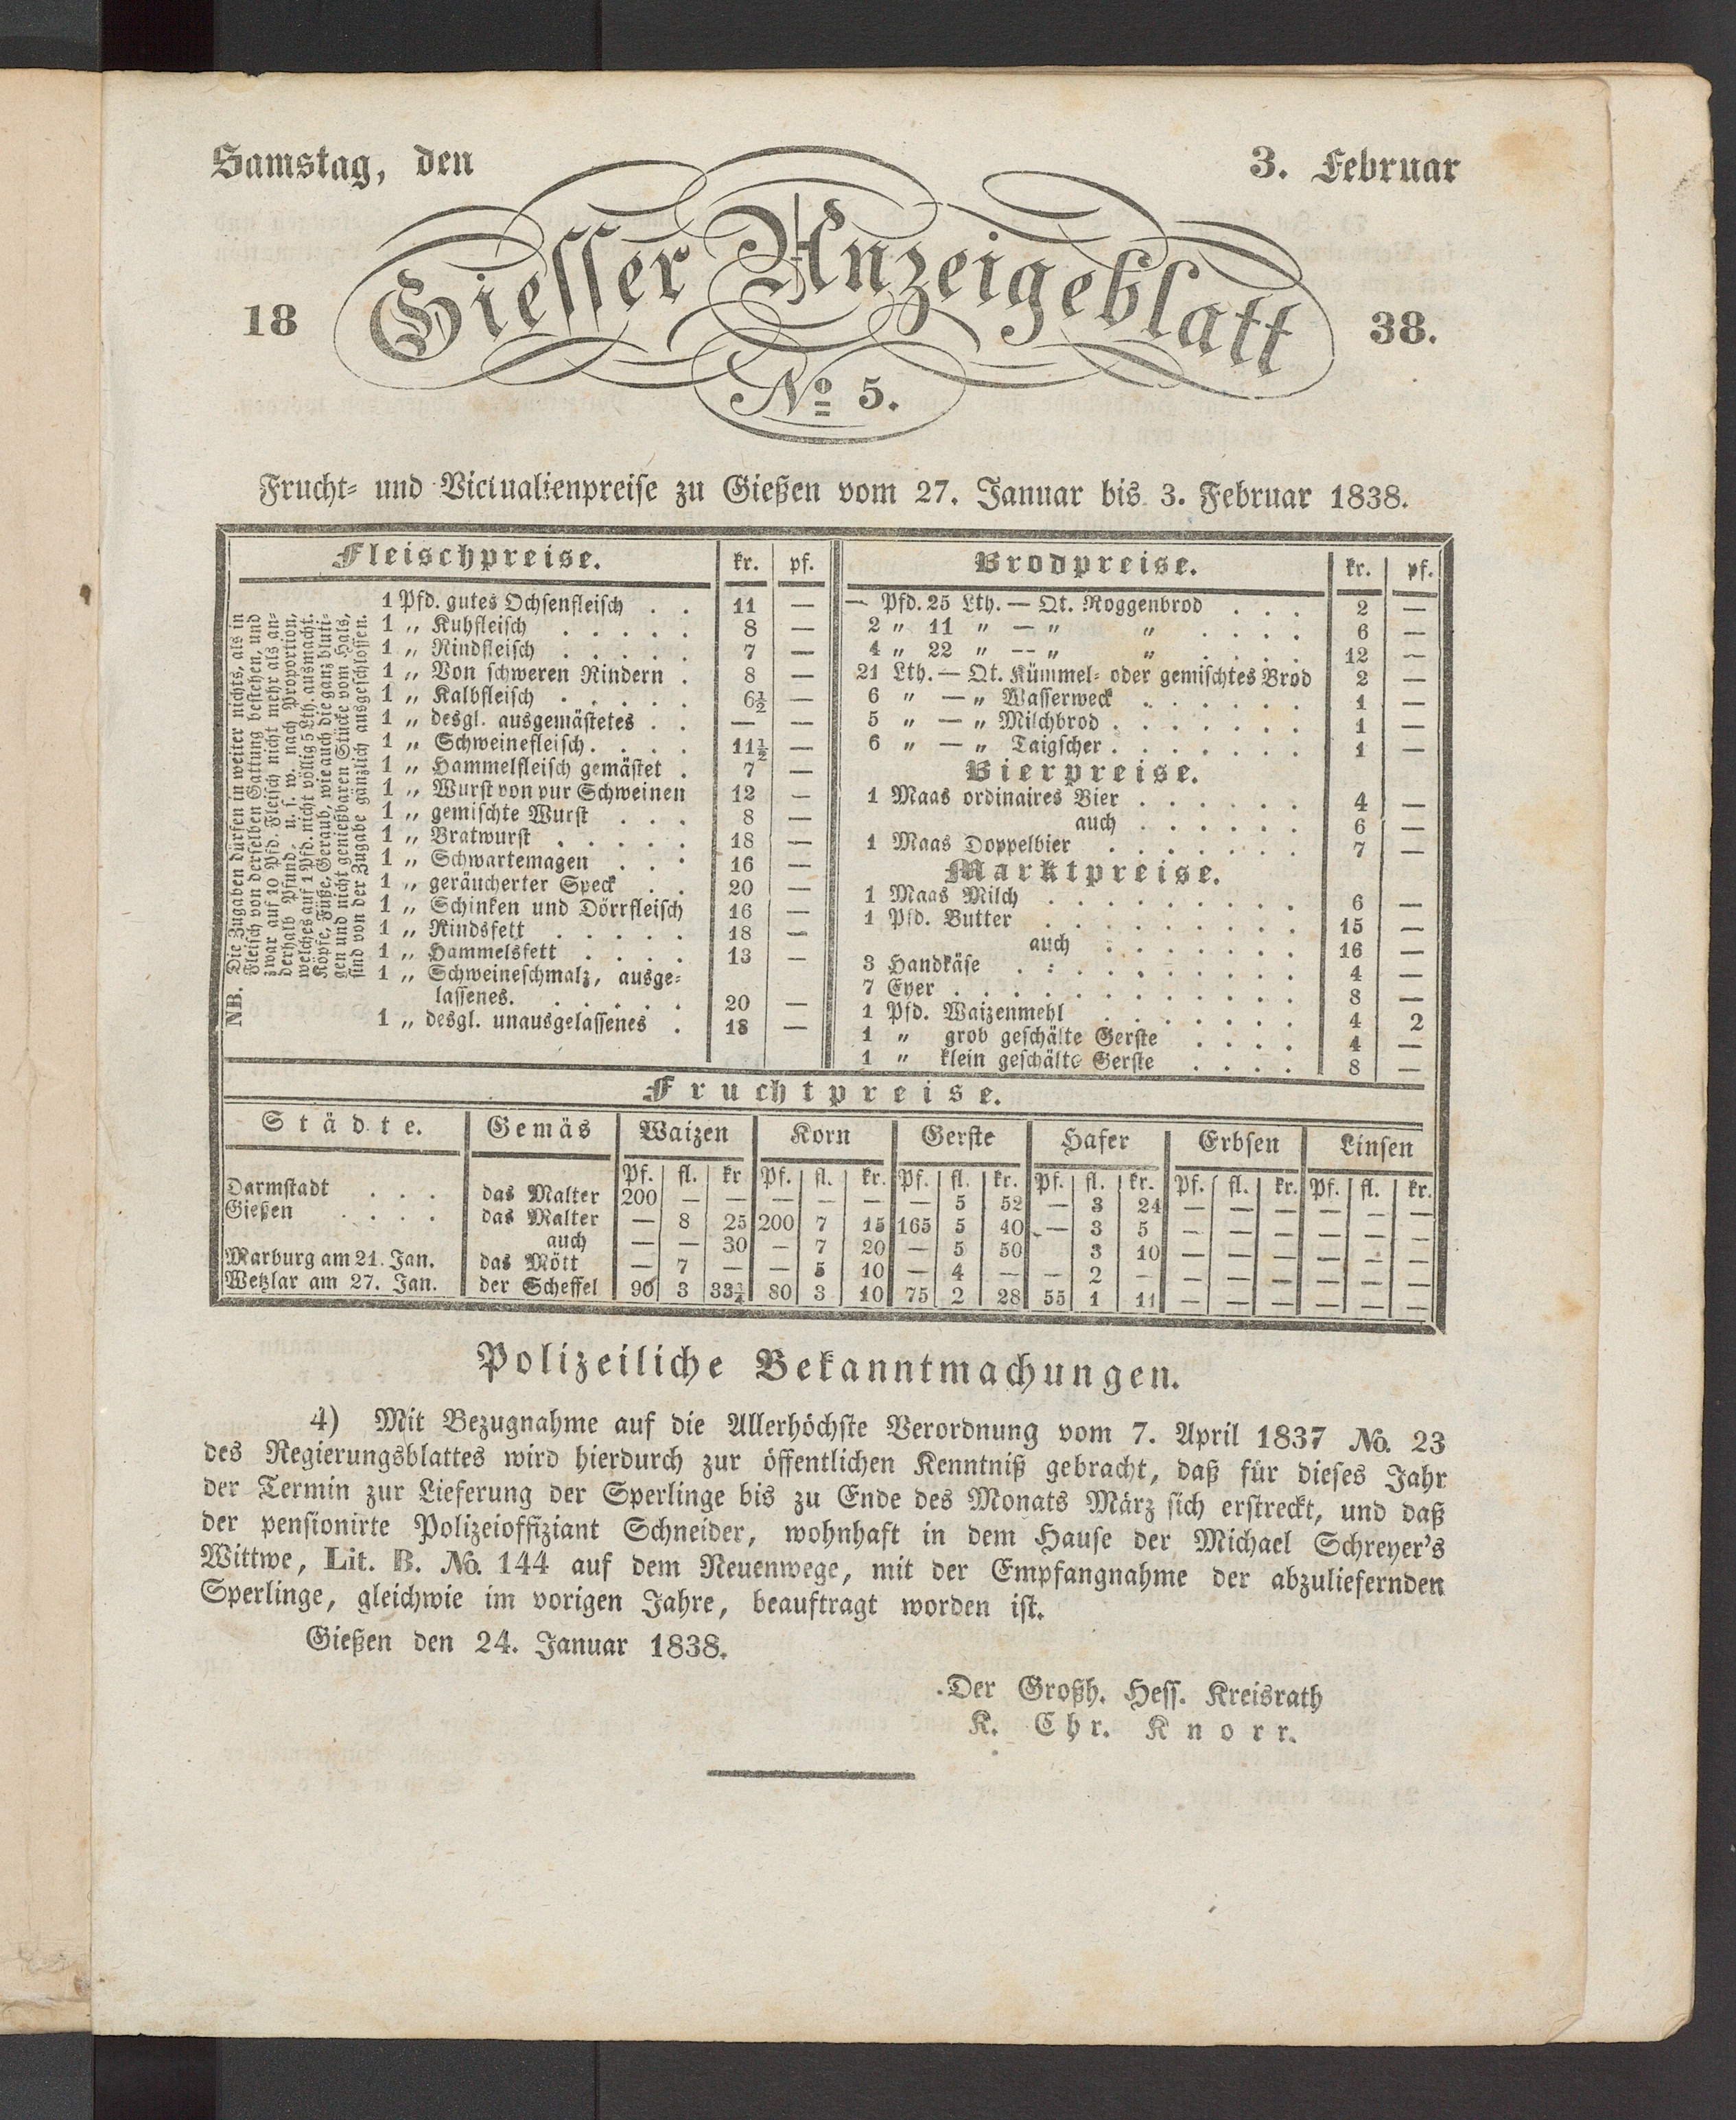 Samstag, den 3. Februar
18 Giesser Anzeigeblatt 38.
No 5.
Frucht- und Victualienpreise zu Gießen vom 27. Januar bis 3. Februar 1838.
Fleischpreise. kr. pf.
NB. Die Zugaben dürfen in weiter nichts, als in
Fleisch von derselben Gattung bestehen, und
zwar auf 10 Pfd. Fleisch nicht mehr als an-
derhalb Pfund, u. s. w. nach Proportion,
welches auf 1 Pfd. nicht völlig 5 Lth. ausmacht.
Köpfe, Füße, Geraub, wie auch die ganz bluti-
gen und nicht genießbaren Stücke vom Hals,
sind von der Zugabe gänzlich ausgeschlossen.
1 Pfd. gutes Ochsenfleisch . . 11 —
1 „ Kuhfleisch . . . . . 8 —
1 „ Rindfleisch . . . . . 7 —
1 „ Von schweren Rindern . 8 —
1 „ Kalbfleisch . . . . . 6½ —
1 „ desgl. ausgemästetes . . — —
1 „ Schweinefleisch. . . . 11½ —
1 „ Hammelfleisch gemästet . 7 —
1 „ Wurst von pur Schweinen 12 —
1 „ gemischte Wurst . . . 8 —
1 „ Bratwurst . . . . . 18 —
1 „ Schwartemagen . . . 16 —
1 „ geräucherter Speck . . 20 —
1 „ Schinken und Dörrfleisch 16 —
1 „ Rindsfett . . . . . 18 —
1 „ Hammelsfett . . . . 13 —
1 „ Schweineschmalz, ausge-
lassenes. . . . . . 20 —
1 „ desgl. unausgelassenes . 18 —
Brodpreise. kr. pf.
— Pfd. 25 Lth. — Qt. Roggenbrod . . . 2 —
2 „ 11 „ — „ „ . . . . 6 —
4 „ 22 „ — „ „ . . . . 12 —
21 Lth. — Qt. Kümmel- oder gemischtes Brod 2 —
6 „ — „ Wasserweck . . . . . . 1 —
5 „ — „ Milchbrod . . . . . . . 1 —
6 „ — „ Taigscher . . . . . . . 1 —
Bierpreise.
1 Maas ordinaires Bier . . . . . . 4 —
auch . . . . . . 6 —
1 Maas Doppelbier . . . . . . . 7 —
Marktpreise.
1 Maas Milch . . . . . . . . . 6 —
1 Pfd. Butter . . . . . . . . . 15 —
auch . . . . . . . 16 —
3 Handkäse . . . . . . . . . . 4 —
7 Eyer . . . . . . . . . . . . 8 —
1 Pfd. Waizenmehl . . . . . . . 4 2
1 „ grob geschälte Gerste . . . . 4 —
1 „ klein geschälte Gerste . . . . 8 —
Fruchtpreise.
Städte. Gemäs Waizen Korn Gerste Hafer Erbsen Linsen
Pf. fl. kr Pf. fl. kr. Pf. fl. kr. Pf. fl. kr. Pf. fl. kr. Pf. fl. kr.
Darmstadt . . . das Malter 200 — — — — — — 5 52 — 3 24 — — — — — —
Gießen . . . . das Malter — 8 25 200 7 15 165 5 40 — 3 5 — — — — — —
auch — — 30 — 7 20 — 5 50 3 10 — — — — — —
Marburg am 21. Jan. das Mött — 7 — — 5 10 — 4 — — 2 — — — — — — —
Wetzlar am 27. Jan. der Scheffel 90 3 33¾ 80 3 10 75 2 28 55 1 11 — — — — — —
Polizeiliche Bekanntmachungen.
4) Mit Bezugnahme auf die Allerhöchste Verordnung vom 7. April 1837 No. 23
des Regierungsblattes wird hierdurch zur öffentlichen Kenntniß gebracht, daß für dieses Jahr
der Termin zur Lieferung der Sperlinge bis zu Ende des Monats März sich erstreckt, und daß
der pensionirte Polizeioffiziant Schneider, wohnhaft in dem Hause der Michael Schreyer's
Wittwe, Lit. B. No. 144 auf dem Neuenwege, mit der Empfangnahme der abzuliefernden
Sperlinge, gleichwie im vorigen Jahre, beauftragt worden ist.
Gießen den 24. Januar 1838.
Der Großh. Hess. Kreisrath
K. Chr. Knorr.